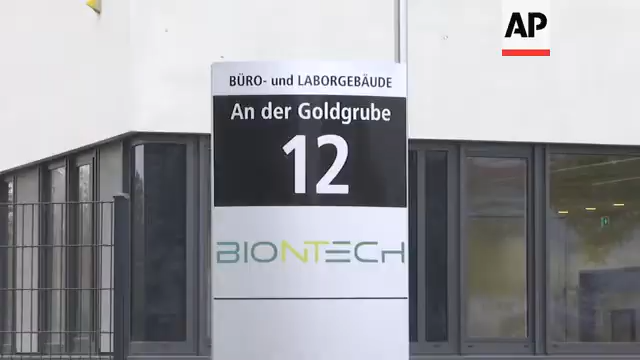 AP
BÜRO- und LABORGEBÄUDE
An der Goldgrube
12
BIONTECH